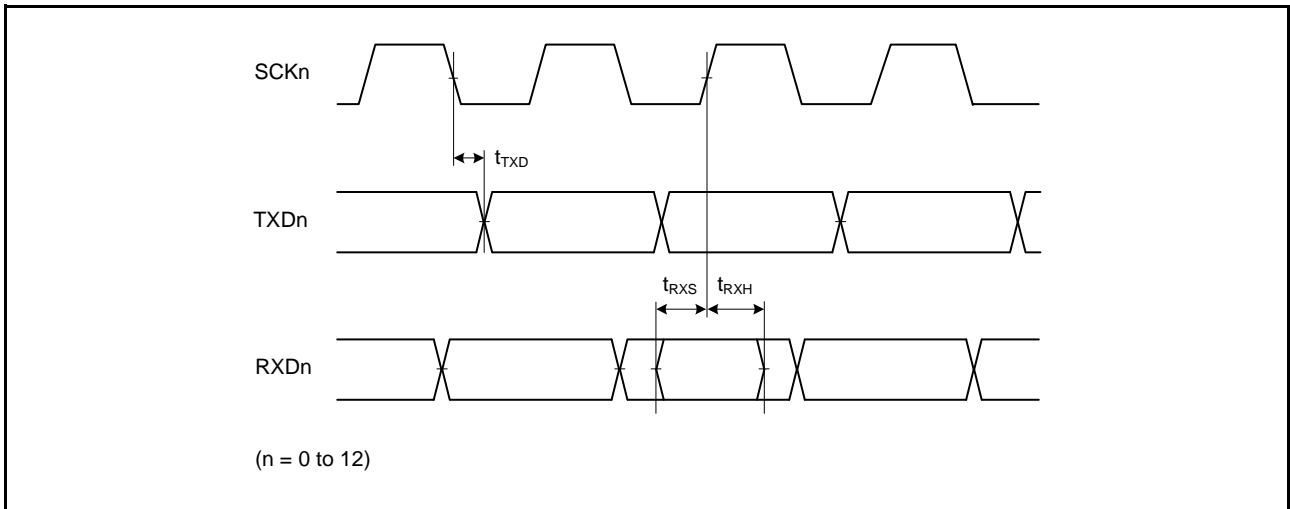 SCKn
tTXD
TXDn
tRXS tRXH
RXDn
(n = 0 to 12)